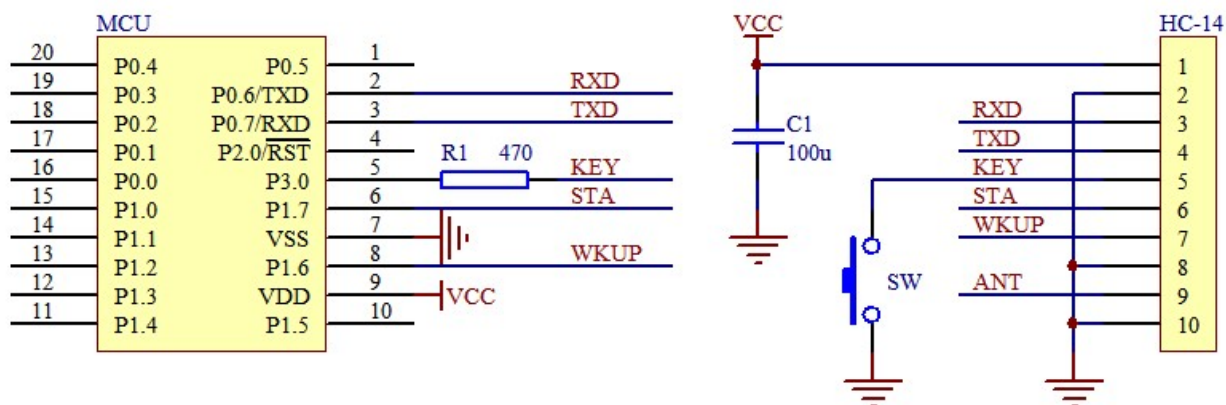 MCU
20 P0.4 P0.5 1
19 P0.3 P0.6/TXD 2 RXD
18 P0.2 P0.7/RXD 3 TXD
17 P0.1 P2.0/RST 4
16 P0.0 P3.0 5 R1 470 KEY
15 P1.0 P1.7 6 STA
14 P1.1 VSS 7
13 P1.2 P1.6 8 WKUP
12 P1.3 VDD 9 VCC
11 P1.4 P1.5 10
VCC
C1
100u
SW
HC-14
1
2
RXD 3
TXD 4
KEY 5
STA 6
WKUP 7
8
ANT 9
10